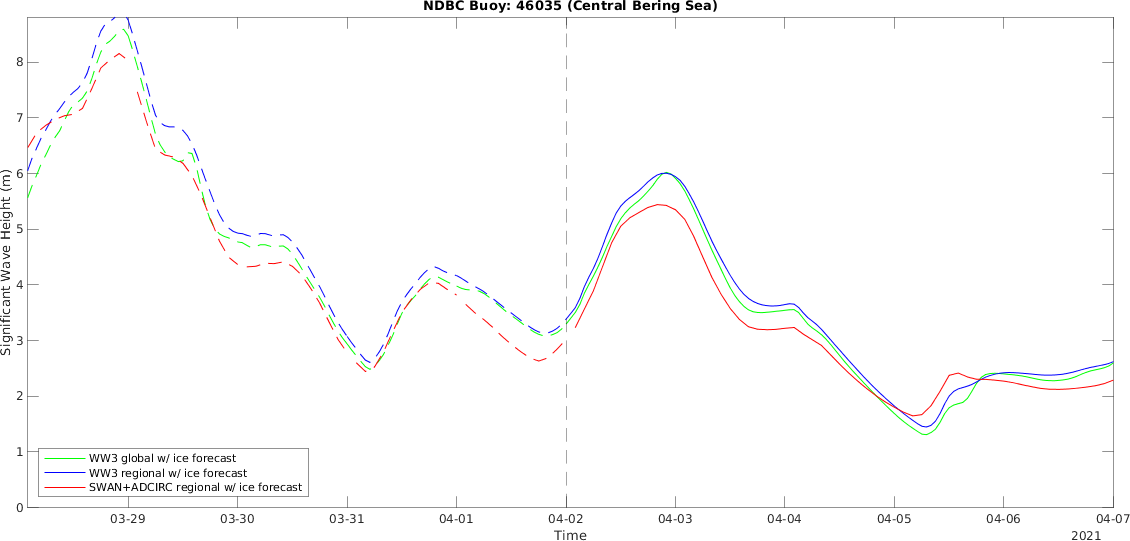 NDBC Buoy: 46035 (Central Bering Sea)
Significant Wave Height (m)
8
7
6
5
4
3
2
1
0
WW3 global w/ ice forecast
WW3 regional w/ ice forecast
SWAN+ADCIRC regional w/ ice forecast
03-29 03-30 03-31 04-01 04-02 04-03 04-04 04-05 04-06 04-07
Time
2021